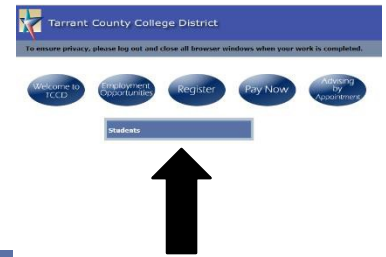 Tarrant County College District
To ensure privacy, please log out and close all browser windows when your work is completed.
Welcome to
TCCD
Employment
Opportunities
Register
Pay Now
Advising
by
Appointment
Students